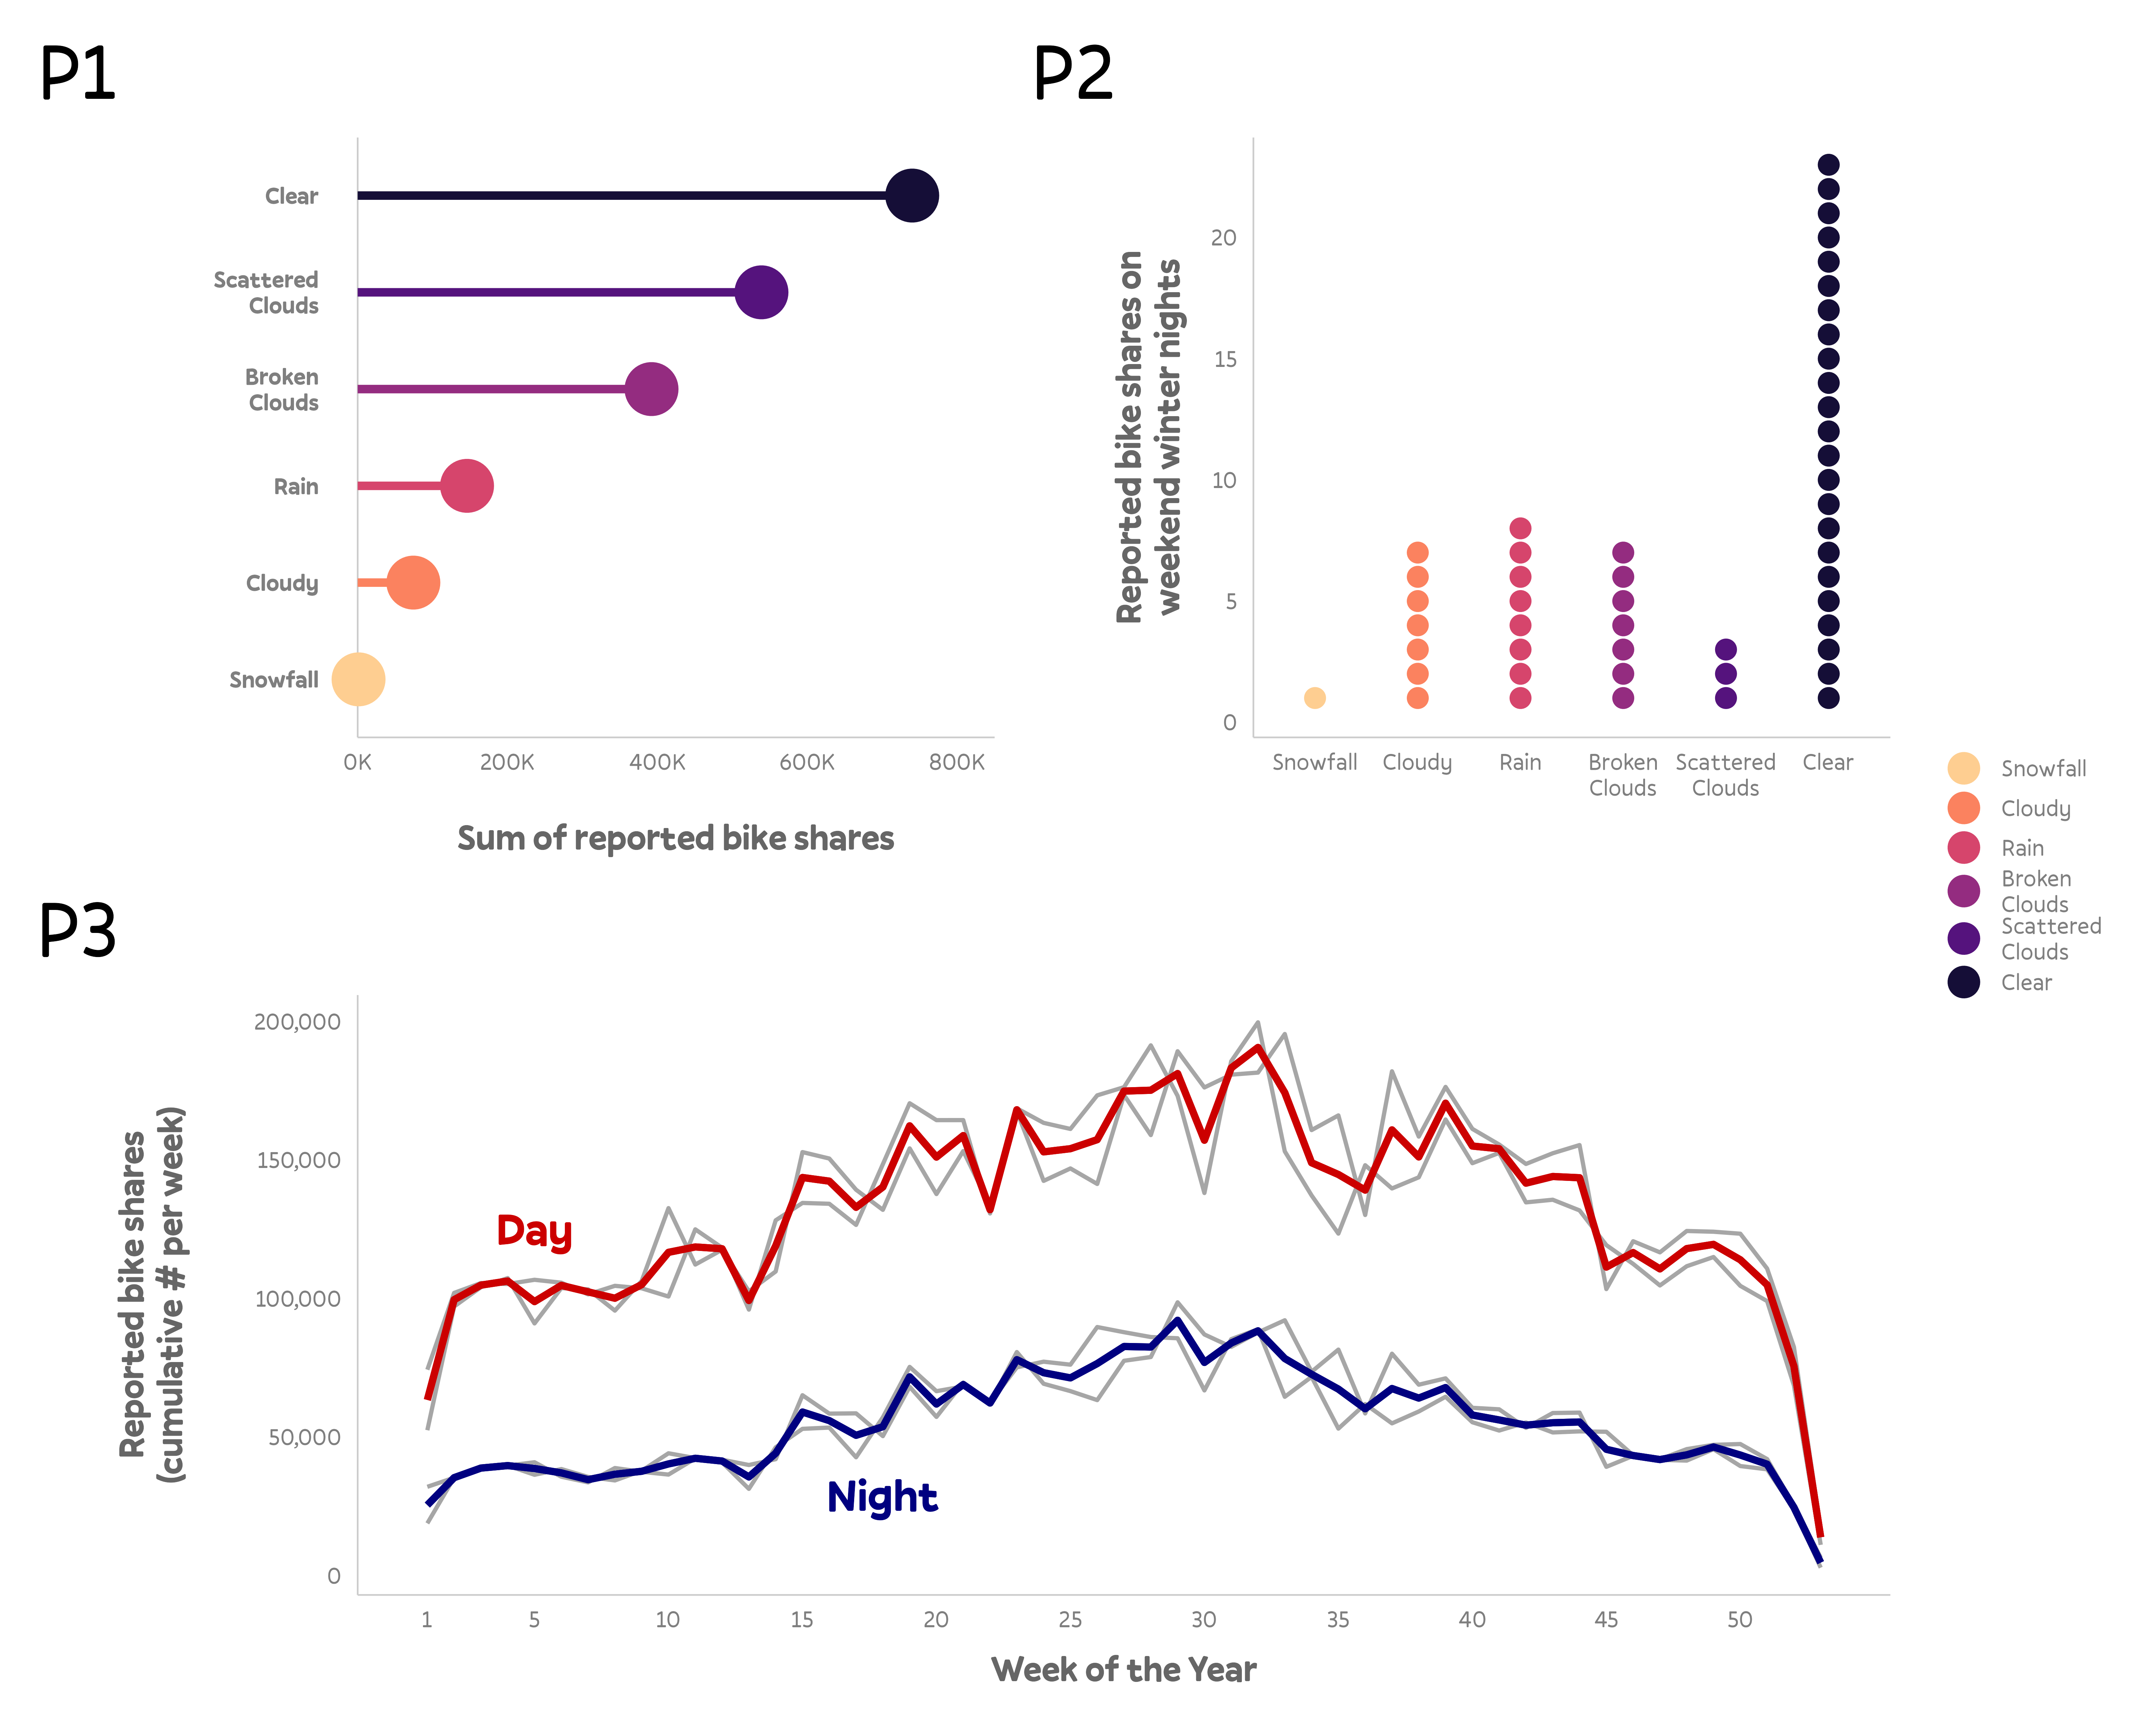 P1
Clear
Scattered
Clouds
Broken
Clouds
Rain
Cloudy
Snowfall
0K 200K 400K 600K 800K
Sum of reported bike shares
P2
Reported bike shares on
weekend winter nights
20
15
10
5
0
Snowfall Cloudy Rain Broken Scattered Clear
Clouds Clouds
Snowfall
Cloudy
Rain
Broken
Clouds
Scattered
Clouds
Clear
P3
Reported bike shares
(cumulative # per week)
200,000
150,000
100,000
50,000
0
Day
Night
1 5 10 15 20 25 30 35 40 45 50
Week of the Year